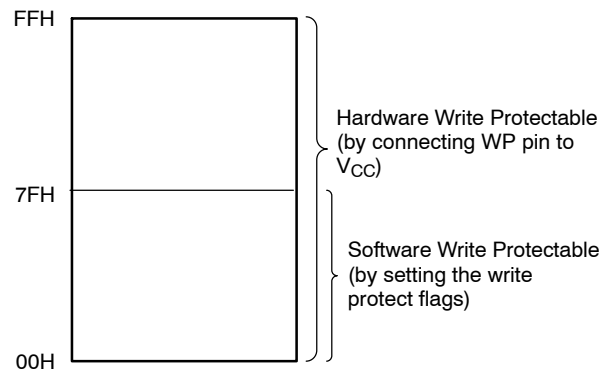 FFH
Hardware Write Protectable
(by connecting WP pin to
VCC)
7FH
Software Write Protectable
(by setting the write
protect flags)
00H